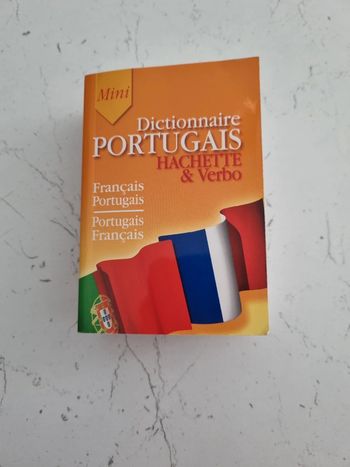 Mini
Dictionnaire
PORTUGAIS
HACHETTE
& Verbo
Français
Portugais
Portugais
Français